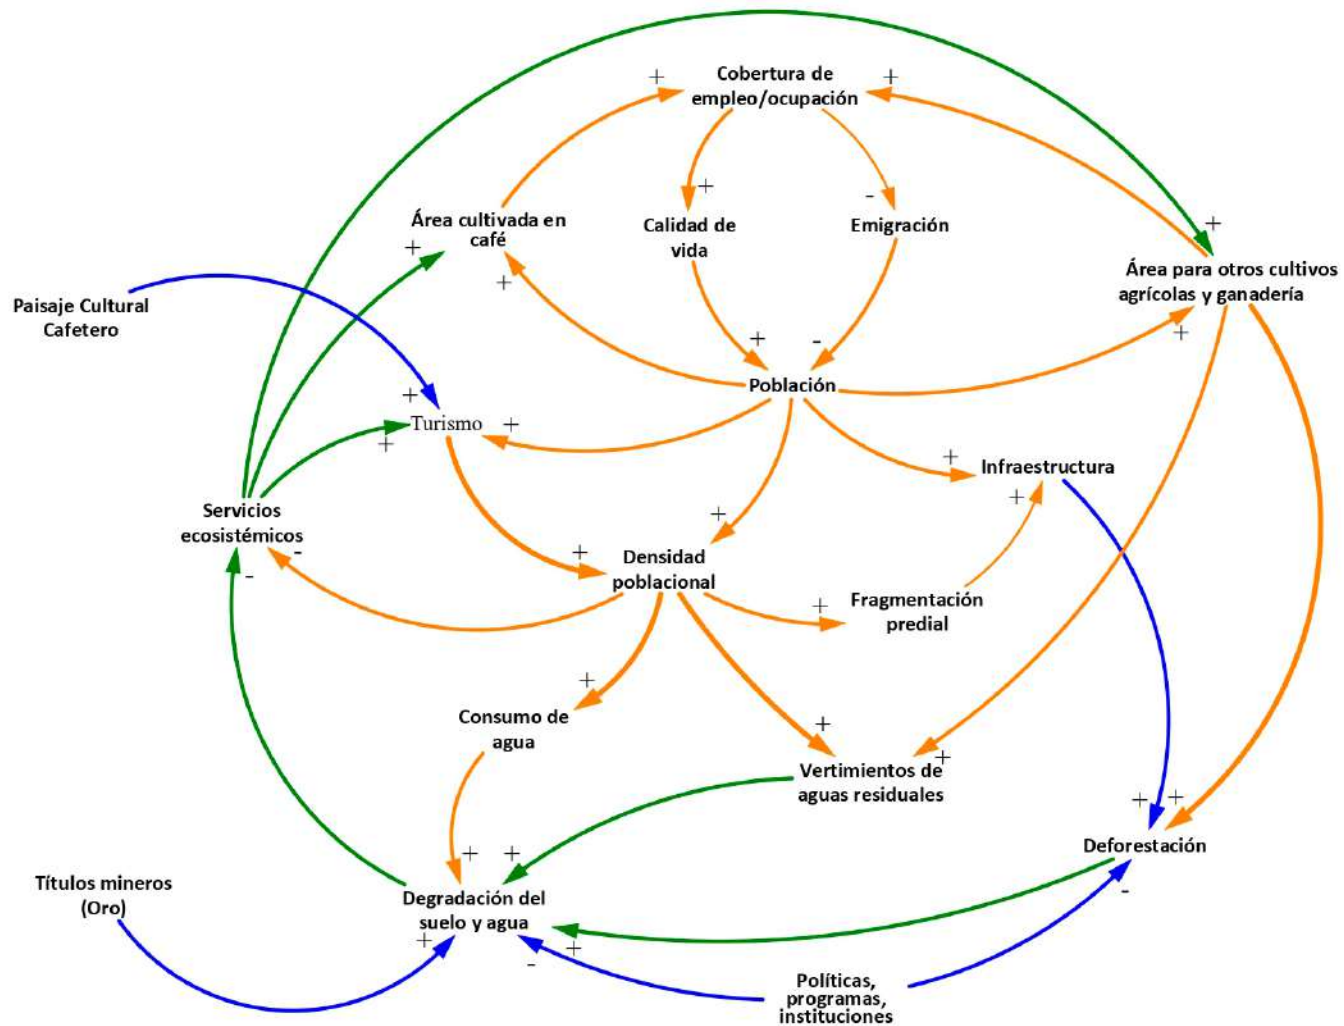 Cobertura de
empleo/ocupación
+
+
+
-
Área cultivada en
café
Calidad de
vida
Emigración
+
+
+
Área para otros cultivos
agrícolas y ganadería
Paisaje Cultural
Cafetero
+
-
+
Población
+
Turismo
+
+
+
Infraestructura
+
Servicios
ecosistémicos
+
-
-
+
Densidad
poblacional
+
Fragmentación
predial
+
Consumo de
agua
+
+
Vertimientos de
aguas residuales
+
+
Deforestación
-
+
+
Títulos mineros
(Oro)
Degradación del
suelo y agua
+
+
-
Políticas,
programas,
instituciones